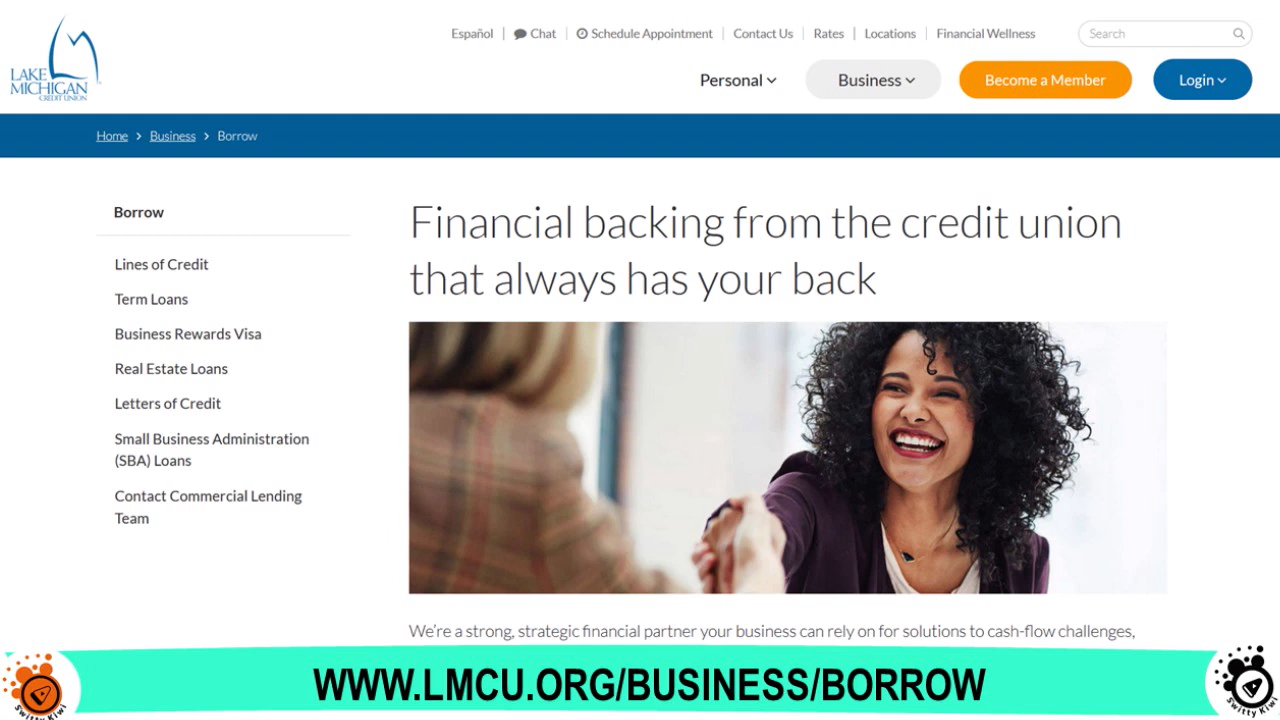 LAKE
MICHIGAN
CREDIT UNION
Español
Chat
Schedule Appointment
Contact Us
Rates
Locations
Financial Wellness
Search
Personal
Business
Become a Member
Login
Home > Business > Borrow
Borrow
Lines of Credit
Term Loans
Business Rewards Visa
Real Estate Loans
Letters of Credit
Small Business Administration
(SBA) Loans
Contact Commercial Lending
Team
Financial backing from the credit union
that always has your back
We're a strong, strategic financial partner your business can rely on for solutions to cash-flow challenges,
WWW.LMCU.ORG/BUSINESS/BORROW
Switty Kiwi
Switty Kiwi